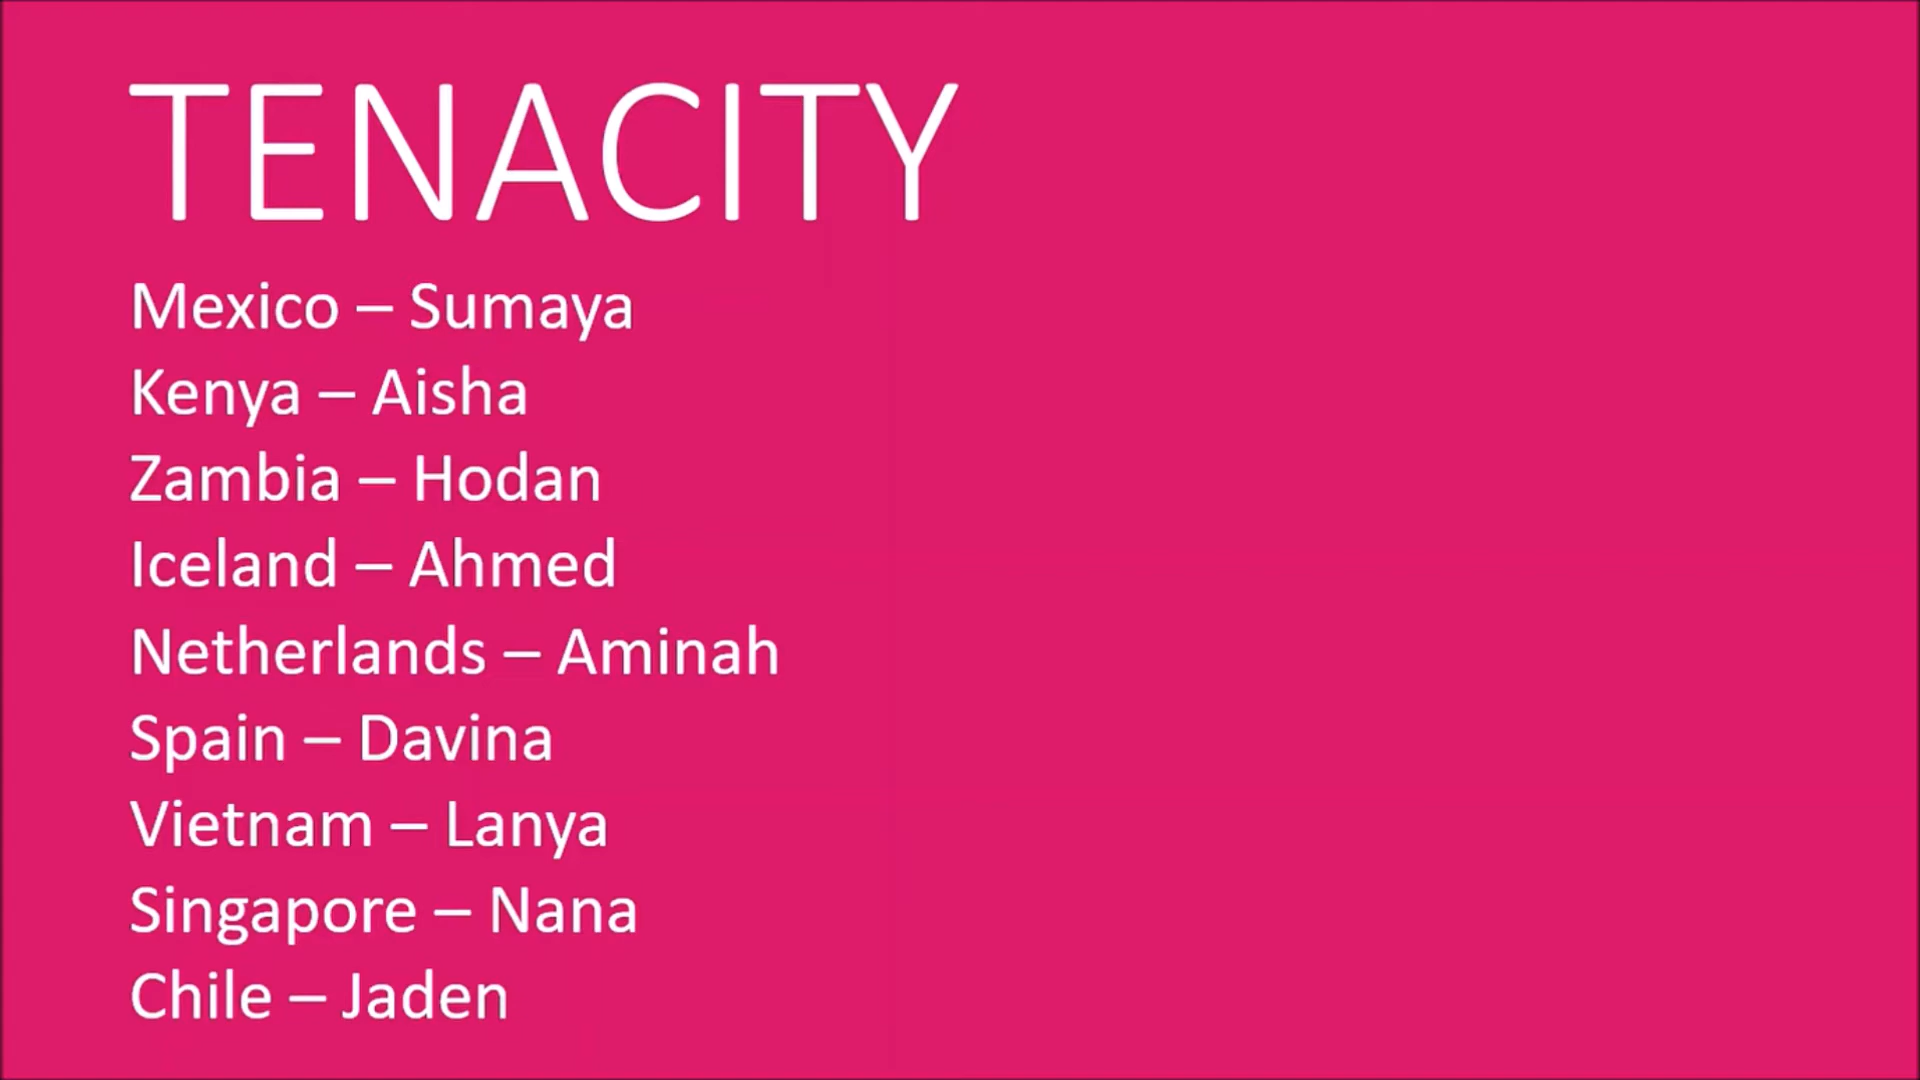 TENACITY
Mexico – Sumaya
Kenya – Aisha
Zambia – Hodan
Iceland – Ahmed
Netherlands – Aminah
Spain – Davina
Vietnam – Lanya
Singapore – Nana
Chile – Jaden